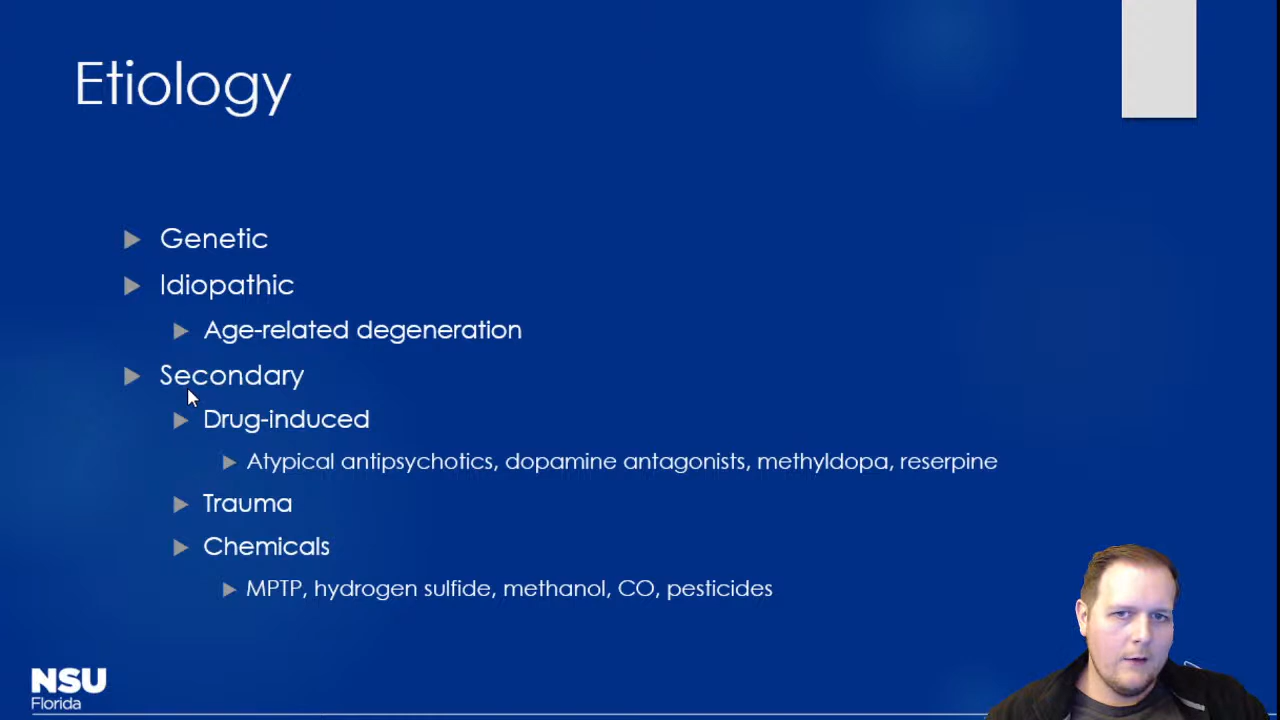 Etiology
Genetic
Idiopathic
Age-related degeneration
Secondary
Drug-induced
Atypical antipsychotics, dopamine antagonists, methyldopa, reserpine
Trauma
Chemicals
MPTP, hydrogen sulfide, methanol, CO, pesticides
NSU
Florida